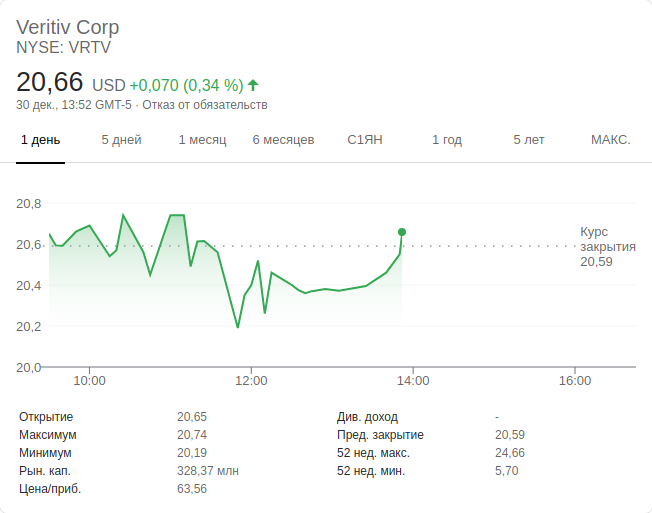 Veritiv Corp
NYSE: VRTV
20,66 USD +0,070 (0,34 %)
30 дек., 13:52 GMT-5 · Отказ от обязательств
1 день 5 дней 1 месяц 6 месяцев С1ЯН 1 год 5 лет МАКС.
20,8
20,6
20,4
20,2
20,0
Курс
закрытия
20,59
10:00 12:00 14:00 16:00
Открытие 20,65 Див. доход -
Максимум 20,74 Пред. закрытие 20,59
Минимум 20,19 52 нед. макс. 24,66
Рын. кап. 328,37 млн 52 нед. мин. 5,70
Цена/приб. 63,56